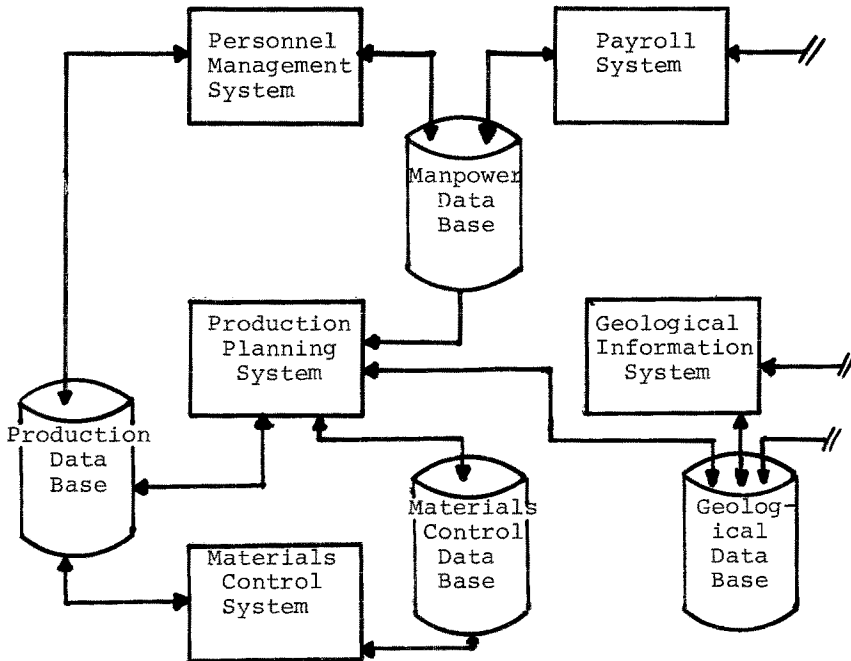 Personnel
Management
System
Payroll
System
Manpower
Data
Base
Production
Planning
System
Geological
Information
System
Production
Data
Base
Materials
Control
Data
Base
Geolog-
ical
Data
Base
Materials
Control
System